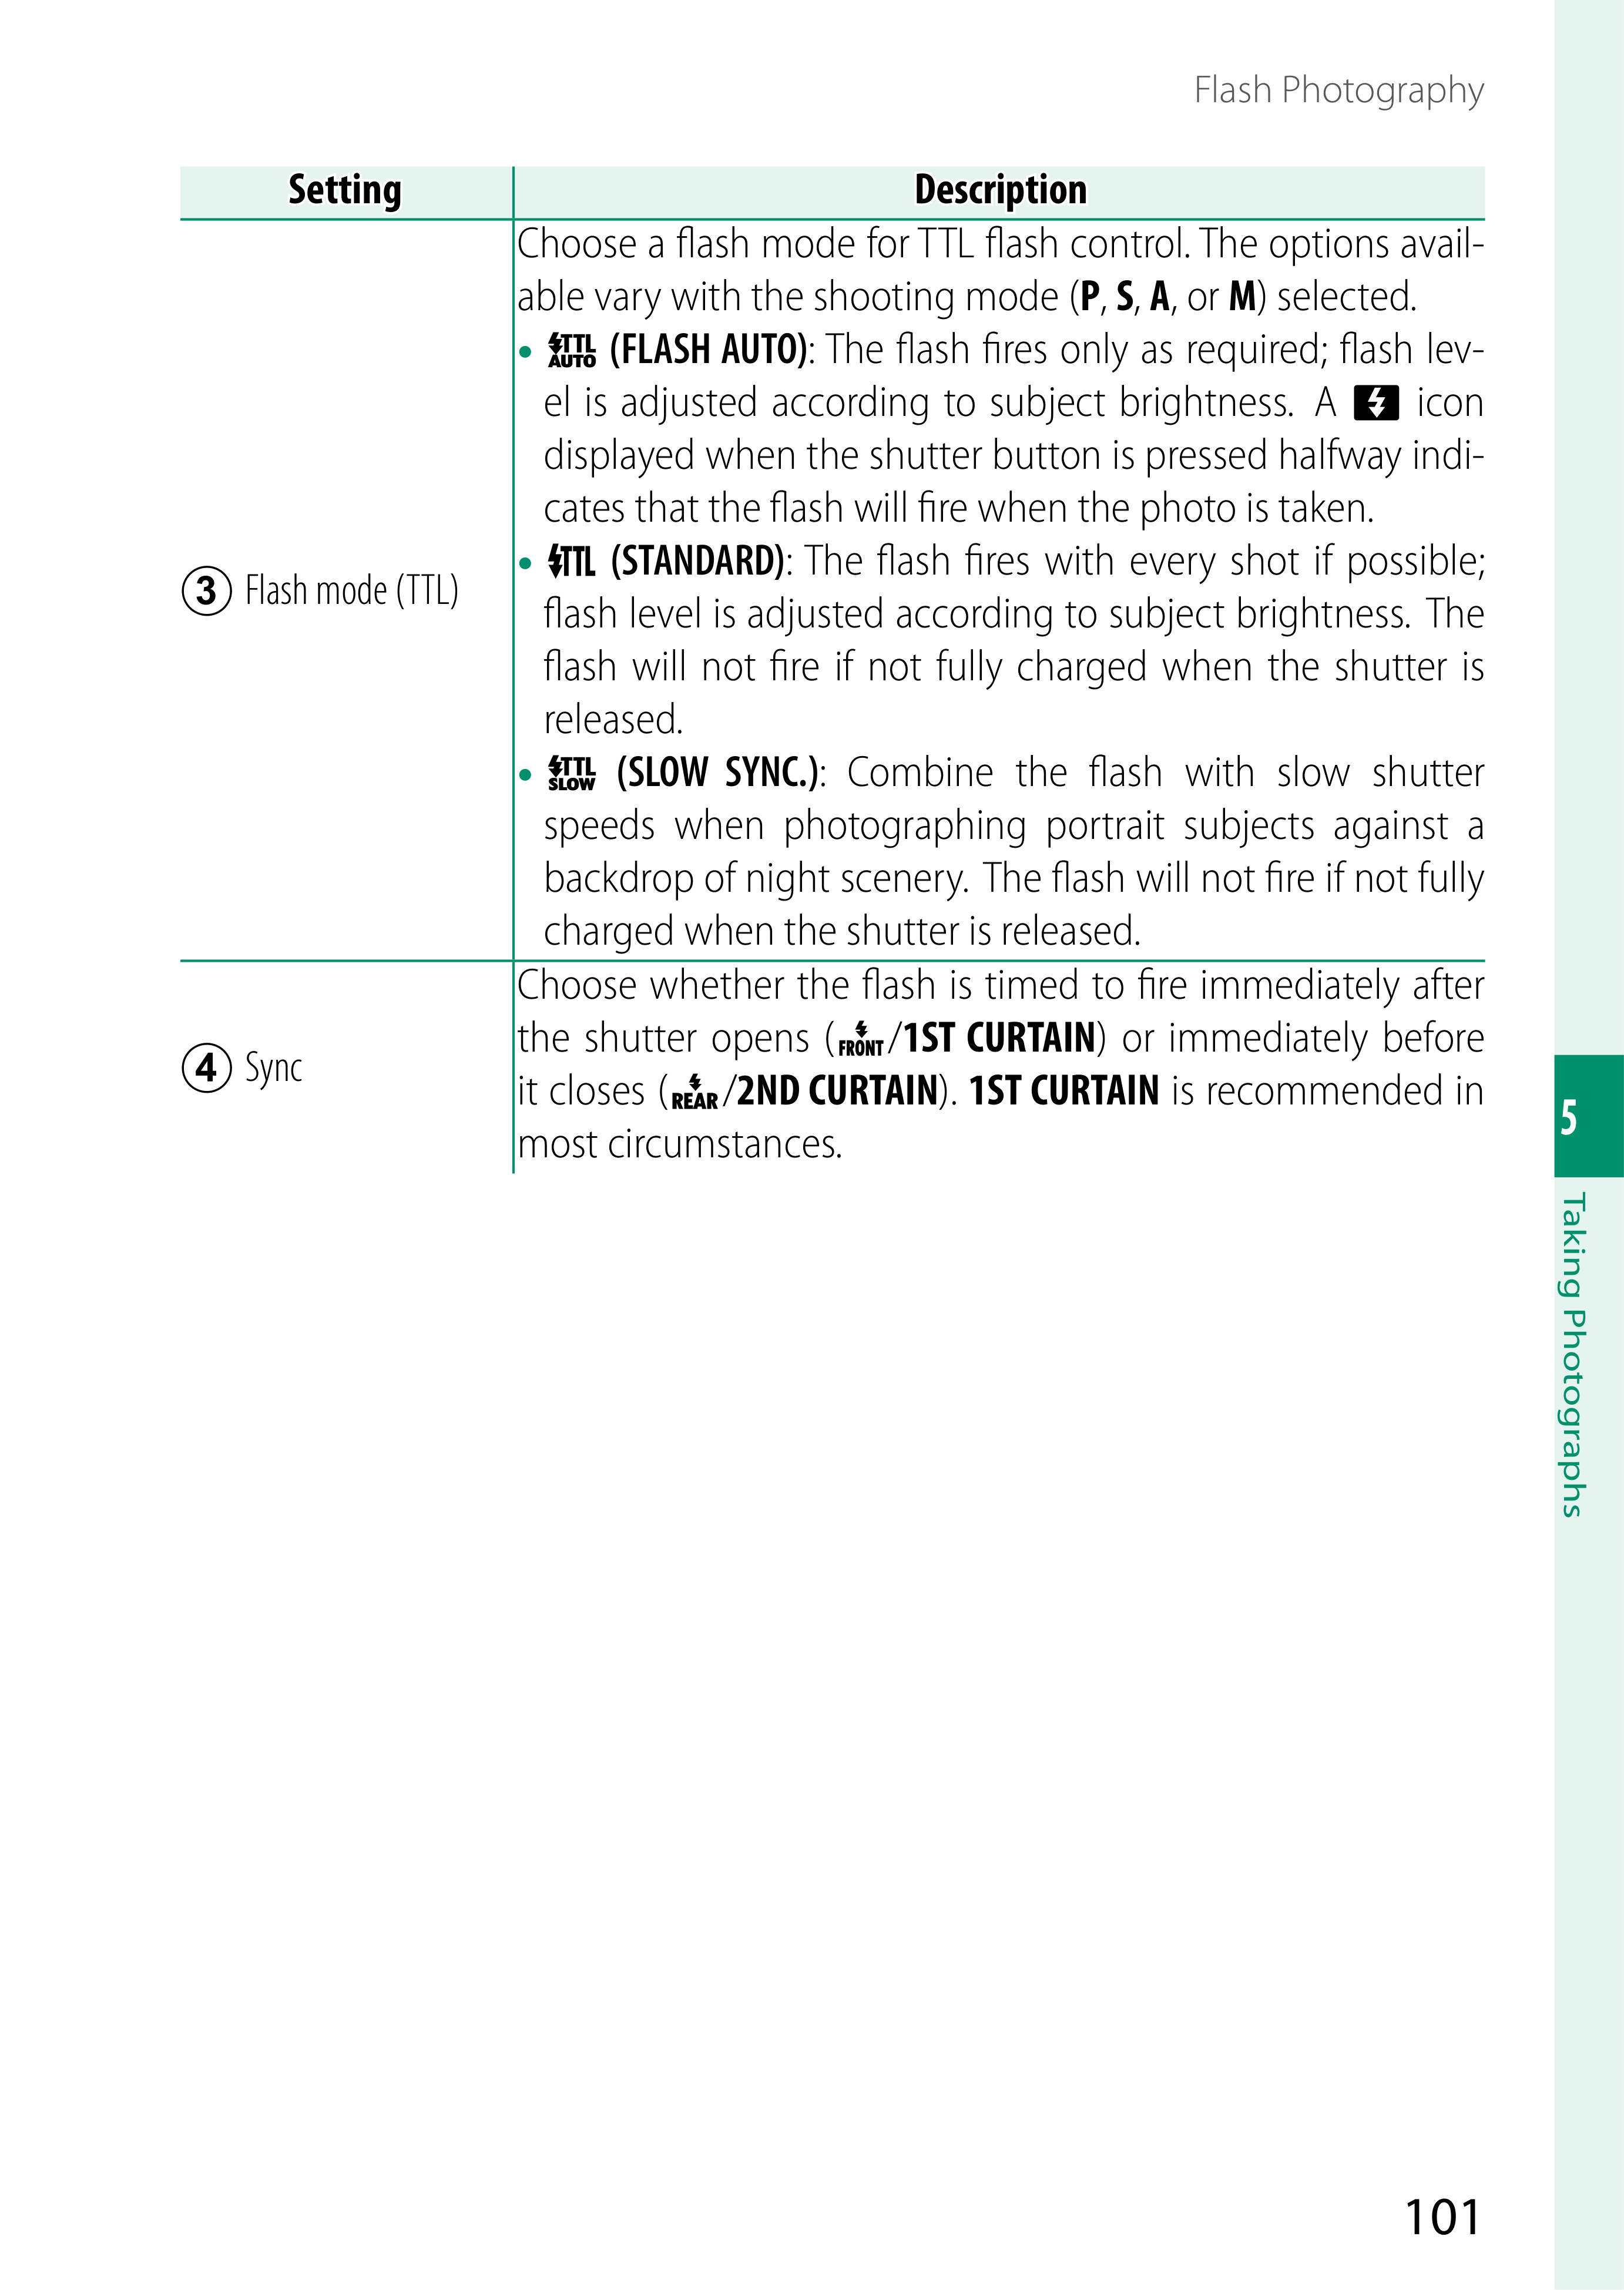 Flash Photography
Setting Description
Choose a flash mode for TTL flash control. The options avail-
able vary with the shooting mode (P, S, A, or M) selected.
• TTL AUTO (FLASH AUTO): The flash fires only as required; flash lev-
el is adjusted according to subject brightness. A icon
displayed when the shutter button is pressed halfway indi-
cates that the flash will fire when the photo is taken.
• TTL (STANDARD): The flash fires with every shot if possible;
③ Flash mode (TTL)
flash level is adjusted according to subject brightness. The
flash will not fire if not fully charged when the shutter is
released.
• TTL SLOW (SLOW SYNC.): Combine the flash with slow shutter
speeds when photographing portrait subjects against a
backdrop of night scenery. The flash will not fire if not fully
charged when the shutter is released.
Choose whether the flash is timed to fire immediately after
the shutter opens (FRONT/1ST CURTAIN) or immediately before
④ Sync
it closes (REAR/2ND CURTAIN). 1ST CURTAIN is recommended in
most circumstances.
5
Taking Photographs
101